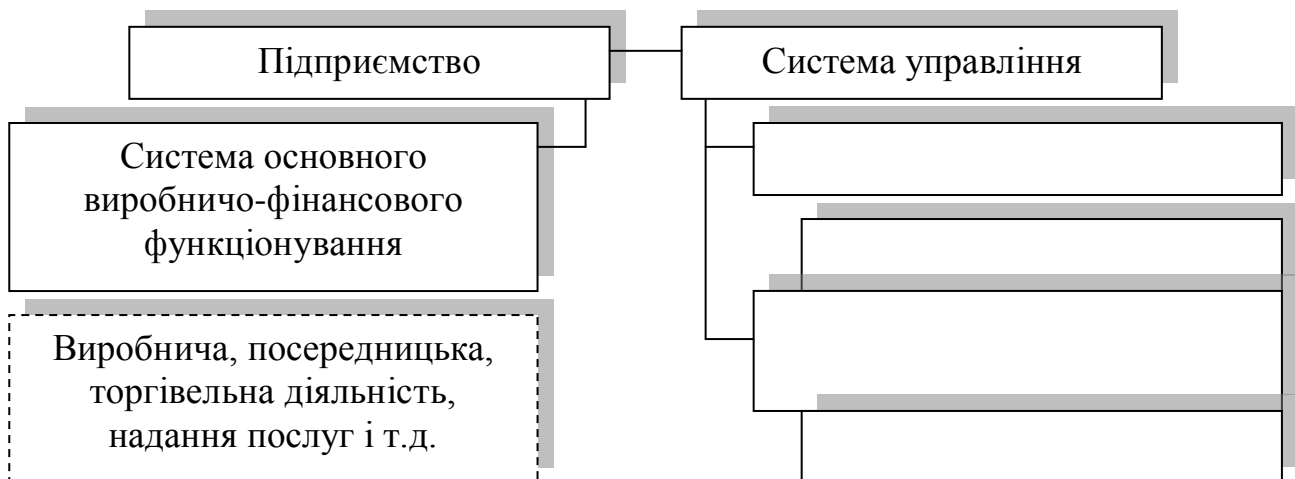 Підприємство
Система управління
Система основного
виробничо-фінансового
функціонування
Виробнича, посередницька,
торгівельна діяльність,
надання послуг і т.д.